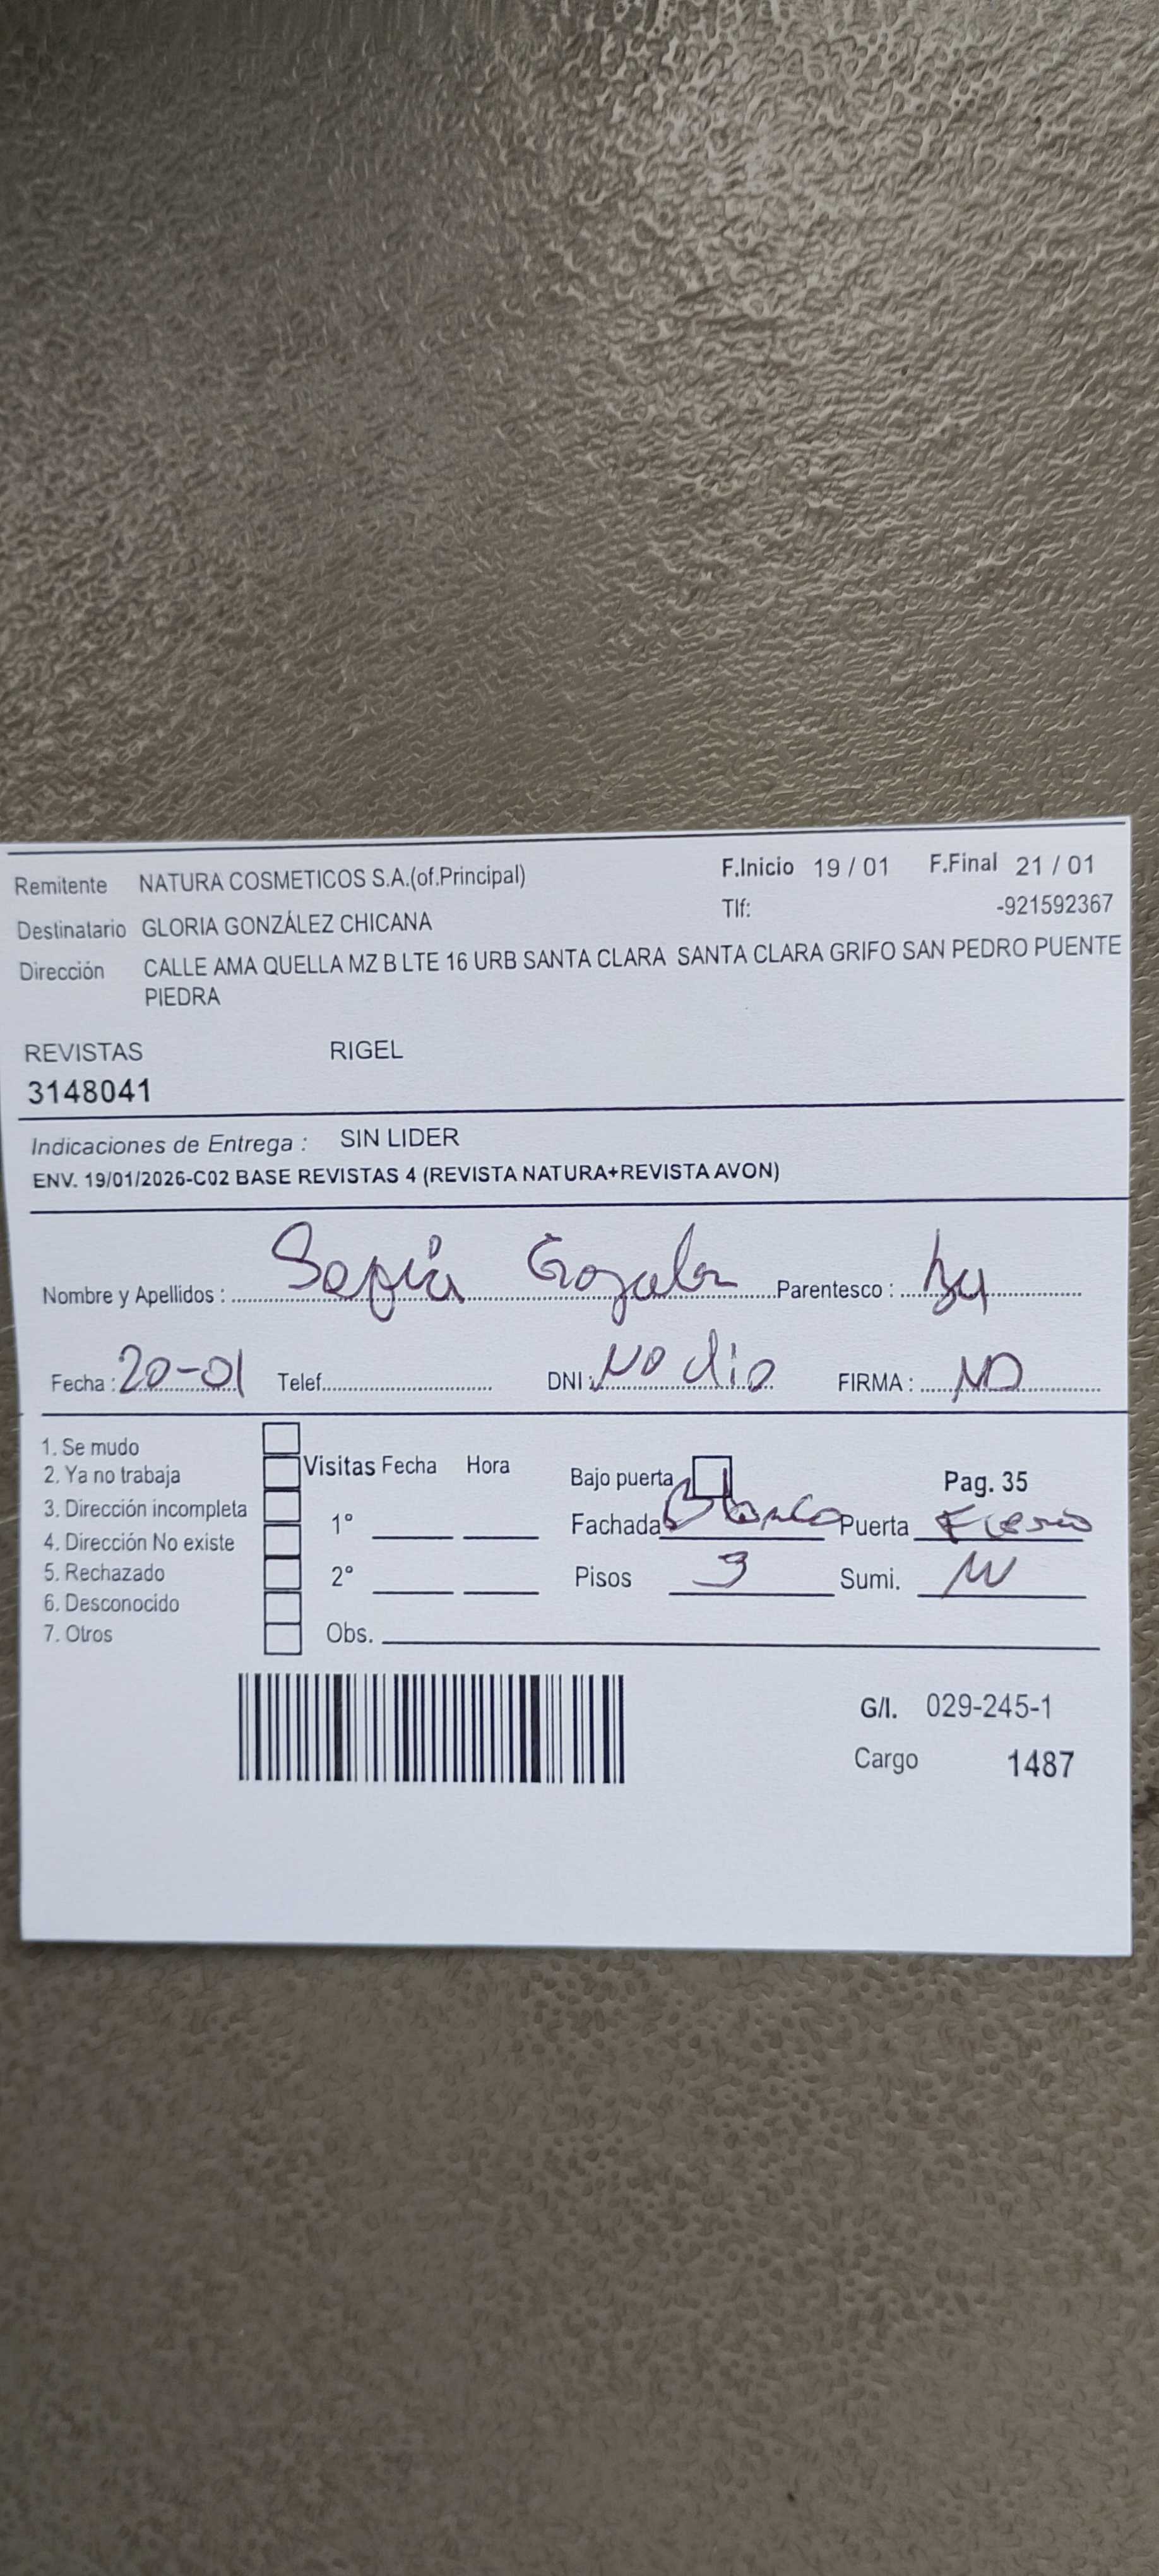 Remitente NATURA COSMETICOS S.A.(of.Principal) F.Inicio 19 / 01 F.Final 21 / 01
Destinatario GLORIA GONZÁLEZ CHICANA Tlf: -921592367
Dirección CALLE AMA QUELLA MZ B LTE 16 URB SANTA CLARA SANTA CLARA GRIFO SAN PEDRO PUENTE
PIEDRA
REVISTAS RIGEL
3148041
Indicaciones de Entrega : SIN LIDER
ENV. 19/01/2026-C02 BASE REVISTAS 4 (REVISTA NATURA+REVISTA AVON)
Nombre y Apellidos : Sofía Parentesco :
Fecha : 20-01 Telef. DNI : NO dio FIRMA : ND
1. Se mudo
2. Ya no trabaja Visitas Fecha Hora Bajo puerta Pag. 35
3. Dirección incompleta
1° Fachada Blanco Puerta Fierro
4. Dirección No existe
5. Rechazado 2° Pisos 3 Sumi.
6. Desconocido
7. Otros Obs.
G/I. 029-245-1
Cargo 1487